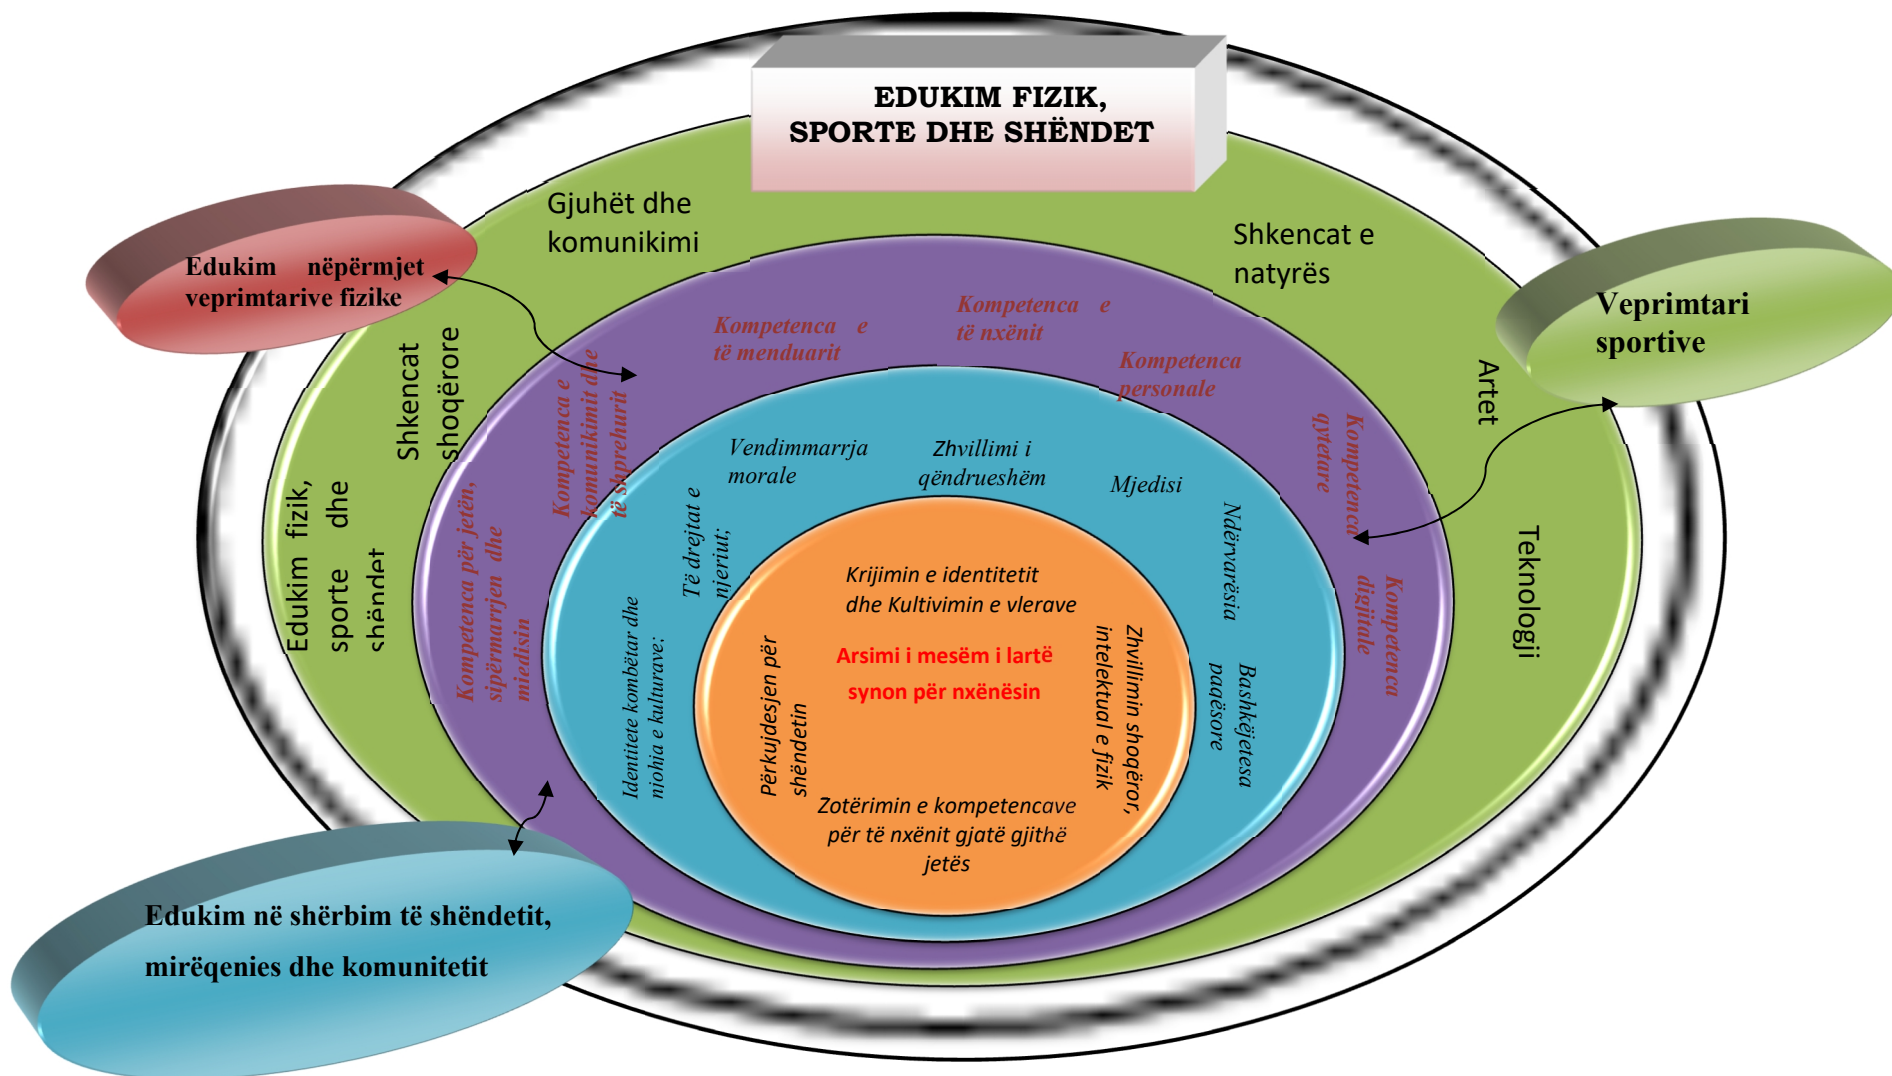 EDUKIM FIZIK,
SPORTE DHE SHËNDET
Gjuhët dhe
komunikimi
Shkencat e
natyrës
Edukim nëpërmjet
veprimtarive fizike
Veprimtari
sportive
Kompetenca e
të menduarit
Kompetenca e
të nxënit
Kompetenca
personale
Shkencat
shoqërore
Artet
Kompetenca e
komunikimit dhe
të shprehurit
Kompetenca
qytetare
Vendimmarrja
morale
Zhvillimi i
qëndrueshëm
Mjedisi
Ndërvarësia
Të drejtat e
njeriut;
Edukim fizik,
sporte dhe
shëndet
Kompetenca për jetën,
sipërmarrjen dhe
mjedisin
Teknologji
Kompetenca
digjitale
Krijimin e identitetit
dhe Kultivimin e vlerave
Arsimi i mesëm i lartë
synon për nxënësin
Identitete kombëtar dhe
njohja e kulturave;
Përkujdesjen për
shëndetin
Zhvillimin shoqëror,
intelektual e fizik
Bashkëjetesa
paqësore
Zotërimin e kompetencave
për të nxënit gjatë gjithë
jetës
Edukim në shërbim të shëndetit,
mirëqenies dhe komunitetit